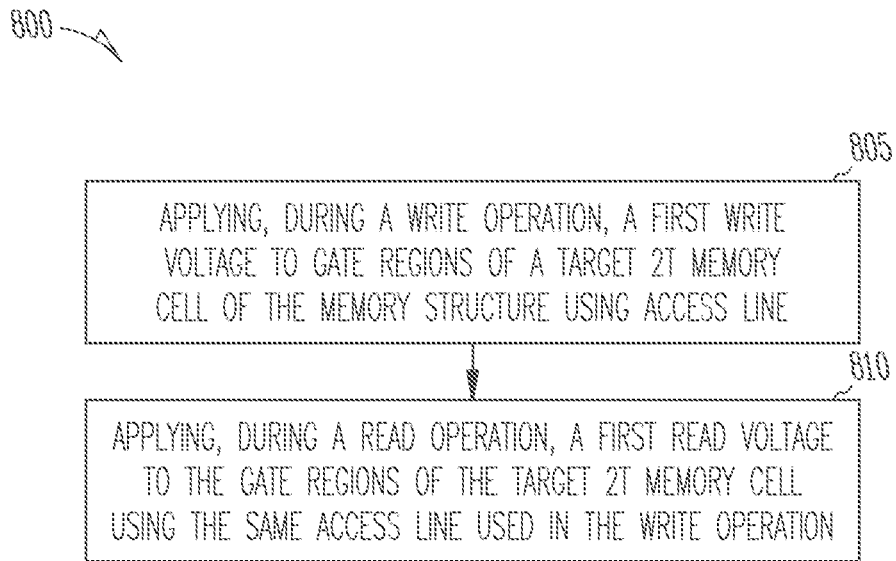 800
805
APPLYING, DURING A WRITE OPERATION, A FIRST WRITE
VOLTAGE TO GATE REGIONS OF A TARGET 2T MEMORY
CELL OF THE MEMORY STRUCTURE USING ACCESS LINE
810
APPLYING, DURING A READ OPERATION, A FIRST READ VOLTAGE
TO THE GATE REGIONS OF THE TARGET 2T MEMORY CELL
USING THE SAME ACCESS LINE USED IN THE WRITE OPERATION